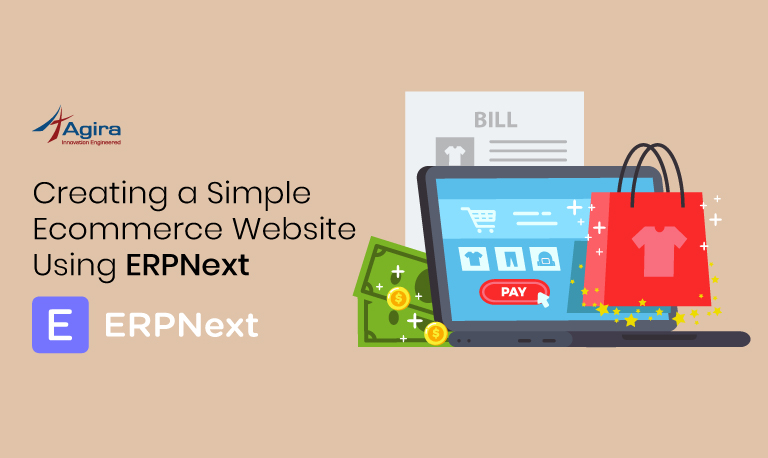 Agira
Innovation Engineered
Creating a Simple
Ecommerce Website
Using ERPNext
E ERPNext
BILL
PAY
$
$